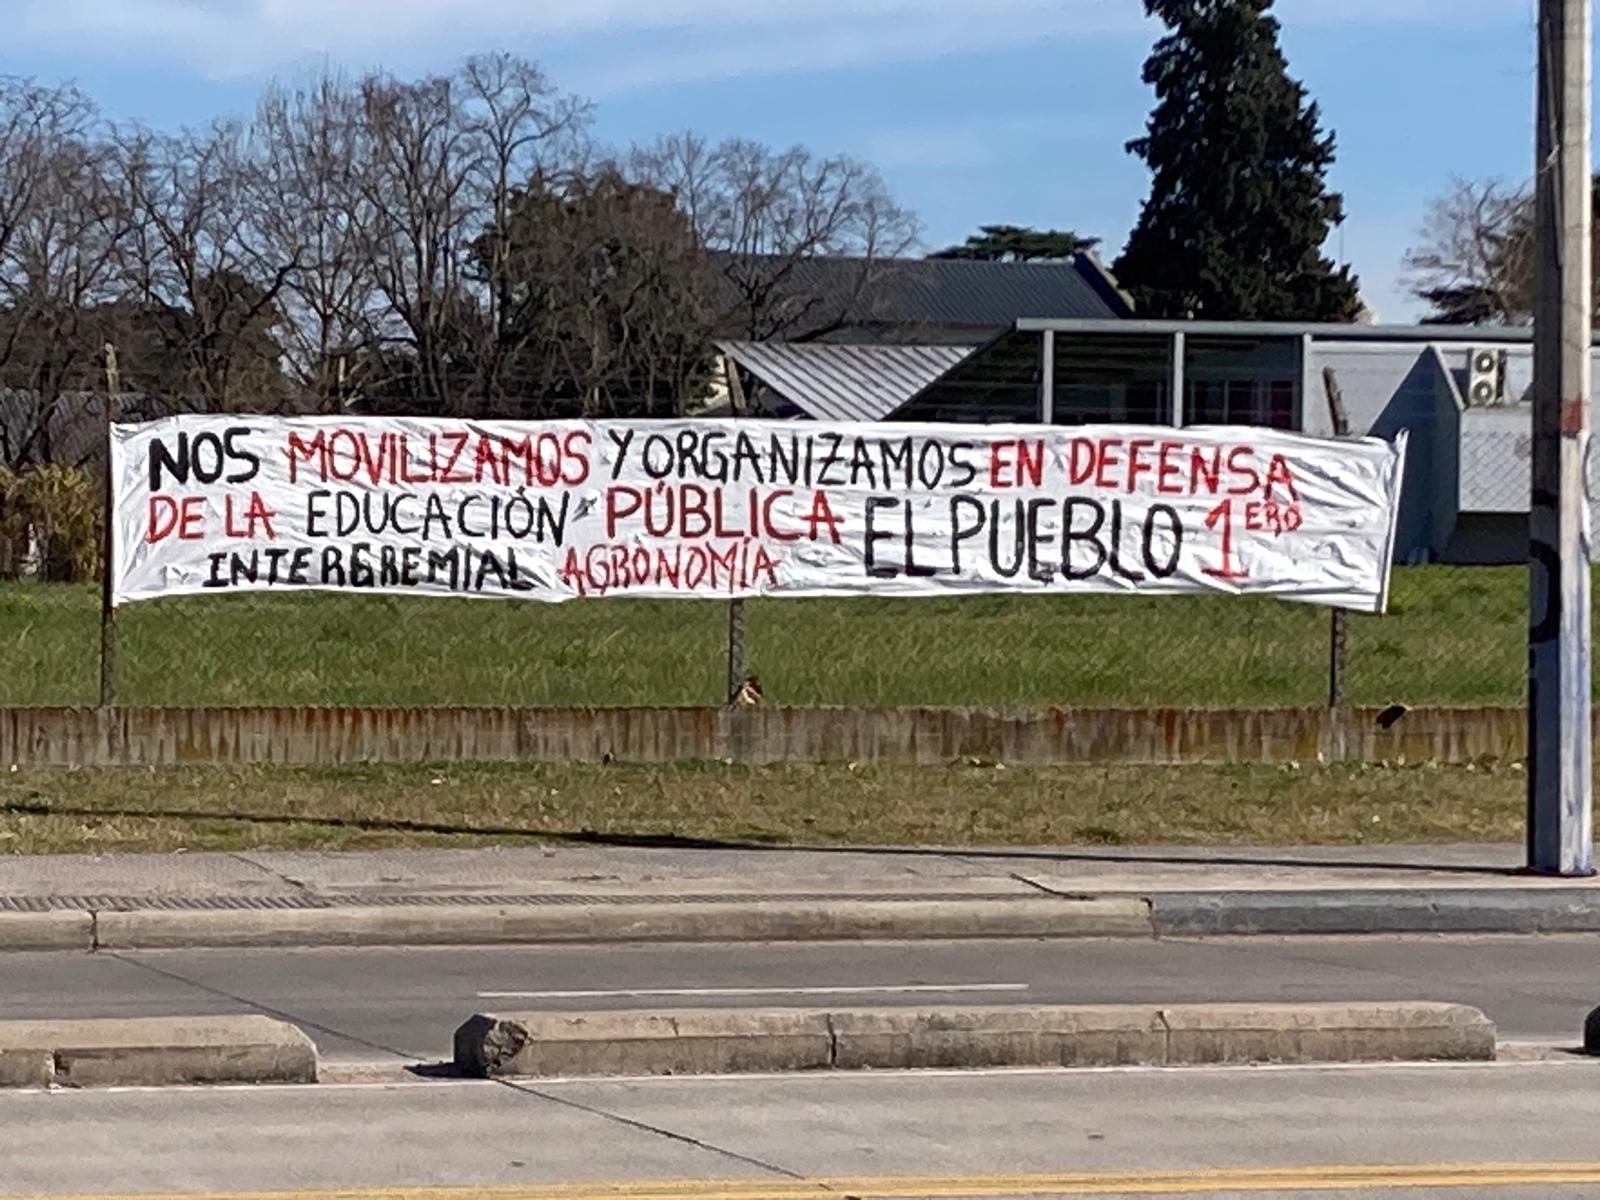 NOS MOVILIZAMOS Y ORGANIZAMOS EN DEFENSA
DE LA EDUCACIÓN PÚBLICA EL PUEBLO 1ERO
INTERGREMIAL AGRONOMÍA